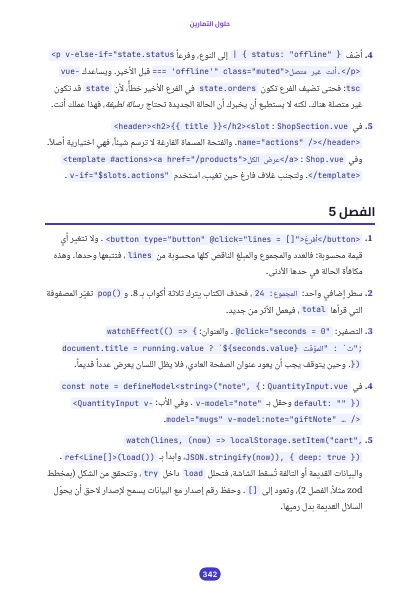 حلول التمارين
4. أضف { status: "offline" } | إلى النوع، وفرعاً <p v-else-if="state.status
=== 'offline'" class="muted">أنت غير متصل.</p> قبل الأخير. ويساعدك vue-
tsc: فحتى تضيف الفرع تكون state.orders في الفرع الأخير خطأً، لأن state قد تكون
غير متصلة هناك. لكنه لا يستطيع أن يخبرك أن الحالة الجديدة تحتاج رسالة لطيفة، فهذا عملك أنت.
5. في ShopSection.vue : <header><h2>{{ title }}</h2><slot
name="actions" /></header>. والفتحة المسماة الفارغة لا ترسم شيئاً، فهي اختيارية أصلاً.
وفي Shop.vue : <template #actions><a href="/products">عرض الكل</a>
</template>. ولتجنب غلاف فارغ حين تغيب، استخدم v-if="$slots.actions" .
الفصل 5
1. <button type="button" @click="lines = []">أفرغ</button> . ولا تتغير أي
قيمة محسوبة: فالعدد والمجموع والمبلغ الناقص كلها محسوبة من lines ، فتتبعها وحدها. وهذه
مكافأة الحالة في حدها الأدنى.
2. سطر إضافي واحد: المجموع: 24 ، فحذف الكتاب يترك ثلاثة أكواب بـ 8. و pop() تغيّر المصفوفة
التي قرأها total ، فيعمل الأثر من جديد.
3. التصفير: @click="seconds = 0" . والعنوان: watchEffect(() => {
document.title = running.value ? `${seconds.value} ث` : "المؤقت";
}) . وحين يتوقف يجب أن يعود عنوان الصفحة العادي، فلا يظل اللسان يعرض عدداً قديماً.
4. في QuantityInput.vue : const note = defineModel<string>("note", {
default: "" }) وحقل بـ v-model="note" . وفي الأب: <QuantityInput v-
model="mugs" v-model:note="giftNote" … />.
5. watch(lines, (now) => localStorage.setItem("cart",
JSON.stringify(now)), { deep: true })، وابدأ بـ ref<Line[]>(load()) .
والبيانات القديمة أو التالفة تُسقط الشاشة، فتحلل load داخل try ، وتتحقق من الشكل (بمخطط
zod مثلاً، الفصل 2)، وتعود إلى [] . وحفظ رقم إصدار مع البيانات يسمح لإصدار لاحق أن يحوّل
السلال القديمة بدل رميها.
342